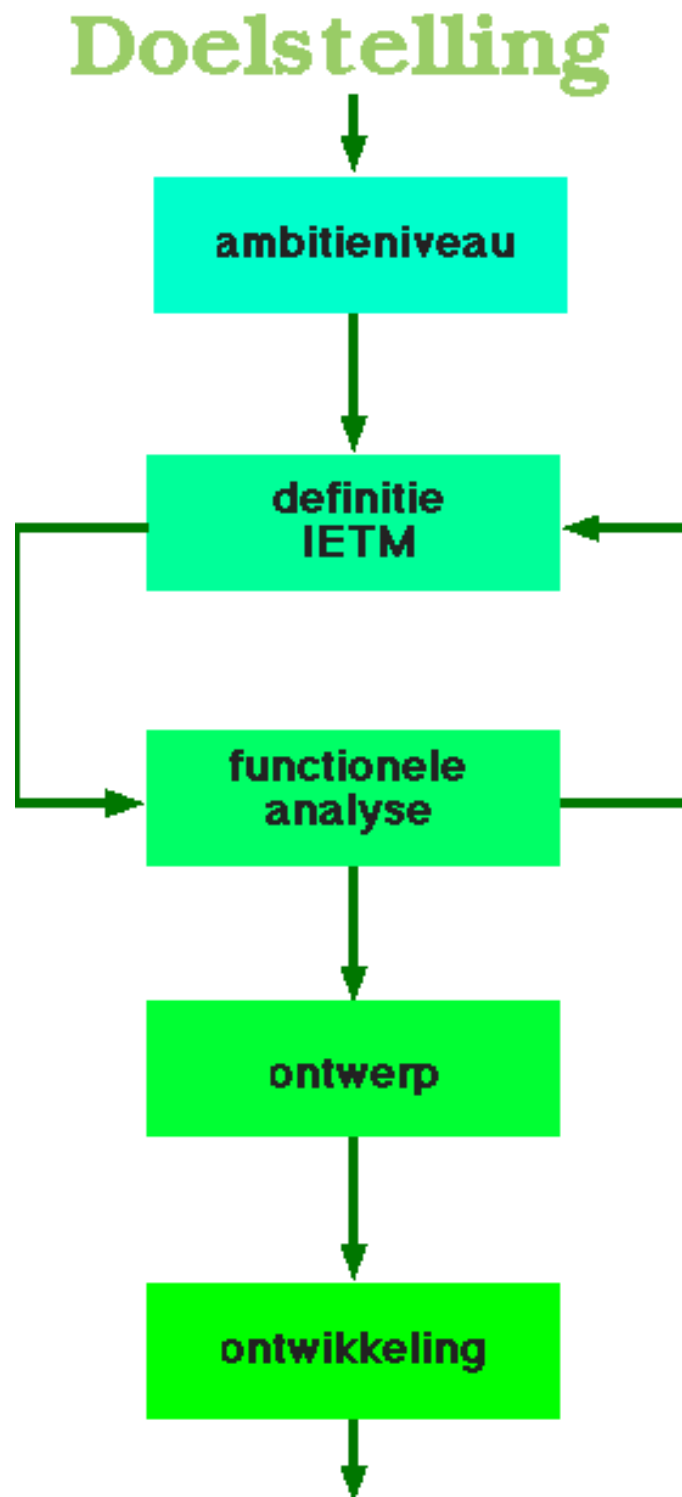 Doelstelling
ambitieniveau
definitie
IETM
functionele
analyse
ontwerp
ontwikkeling